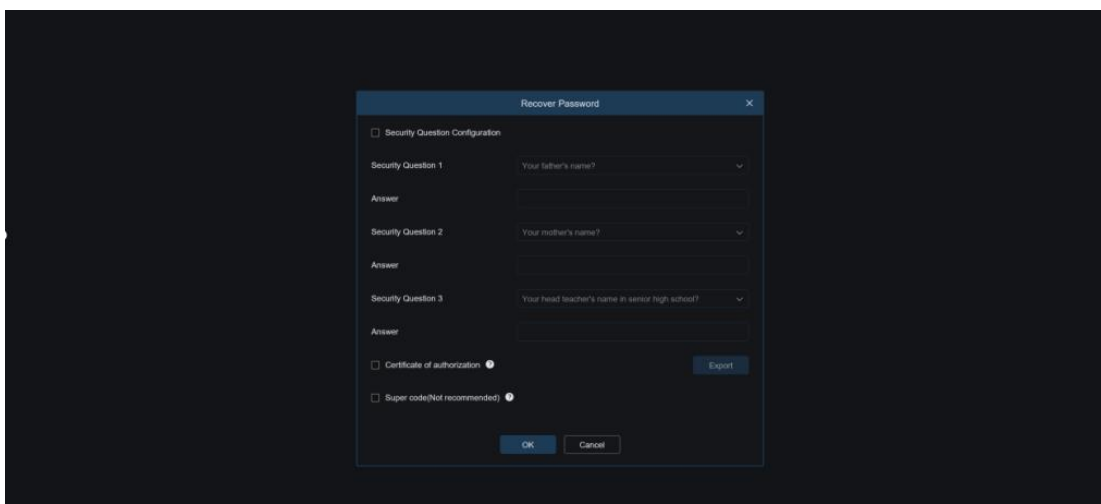 Recover Password
Security Question Configuration
Security Question 1 Your father's name?
Answer
Security Question 2 Your mother's name?
Answer
Security Question 3 Your head teacher's name in senior high school?
Answer
Certificate of authorization Export
Super code(Not recommended)
OK Cancel